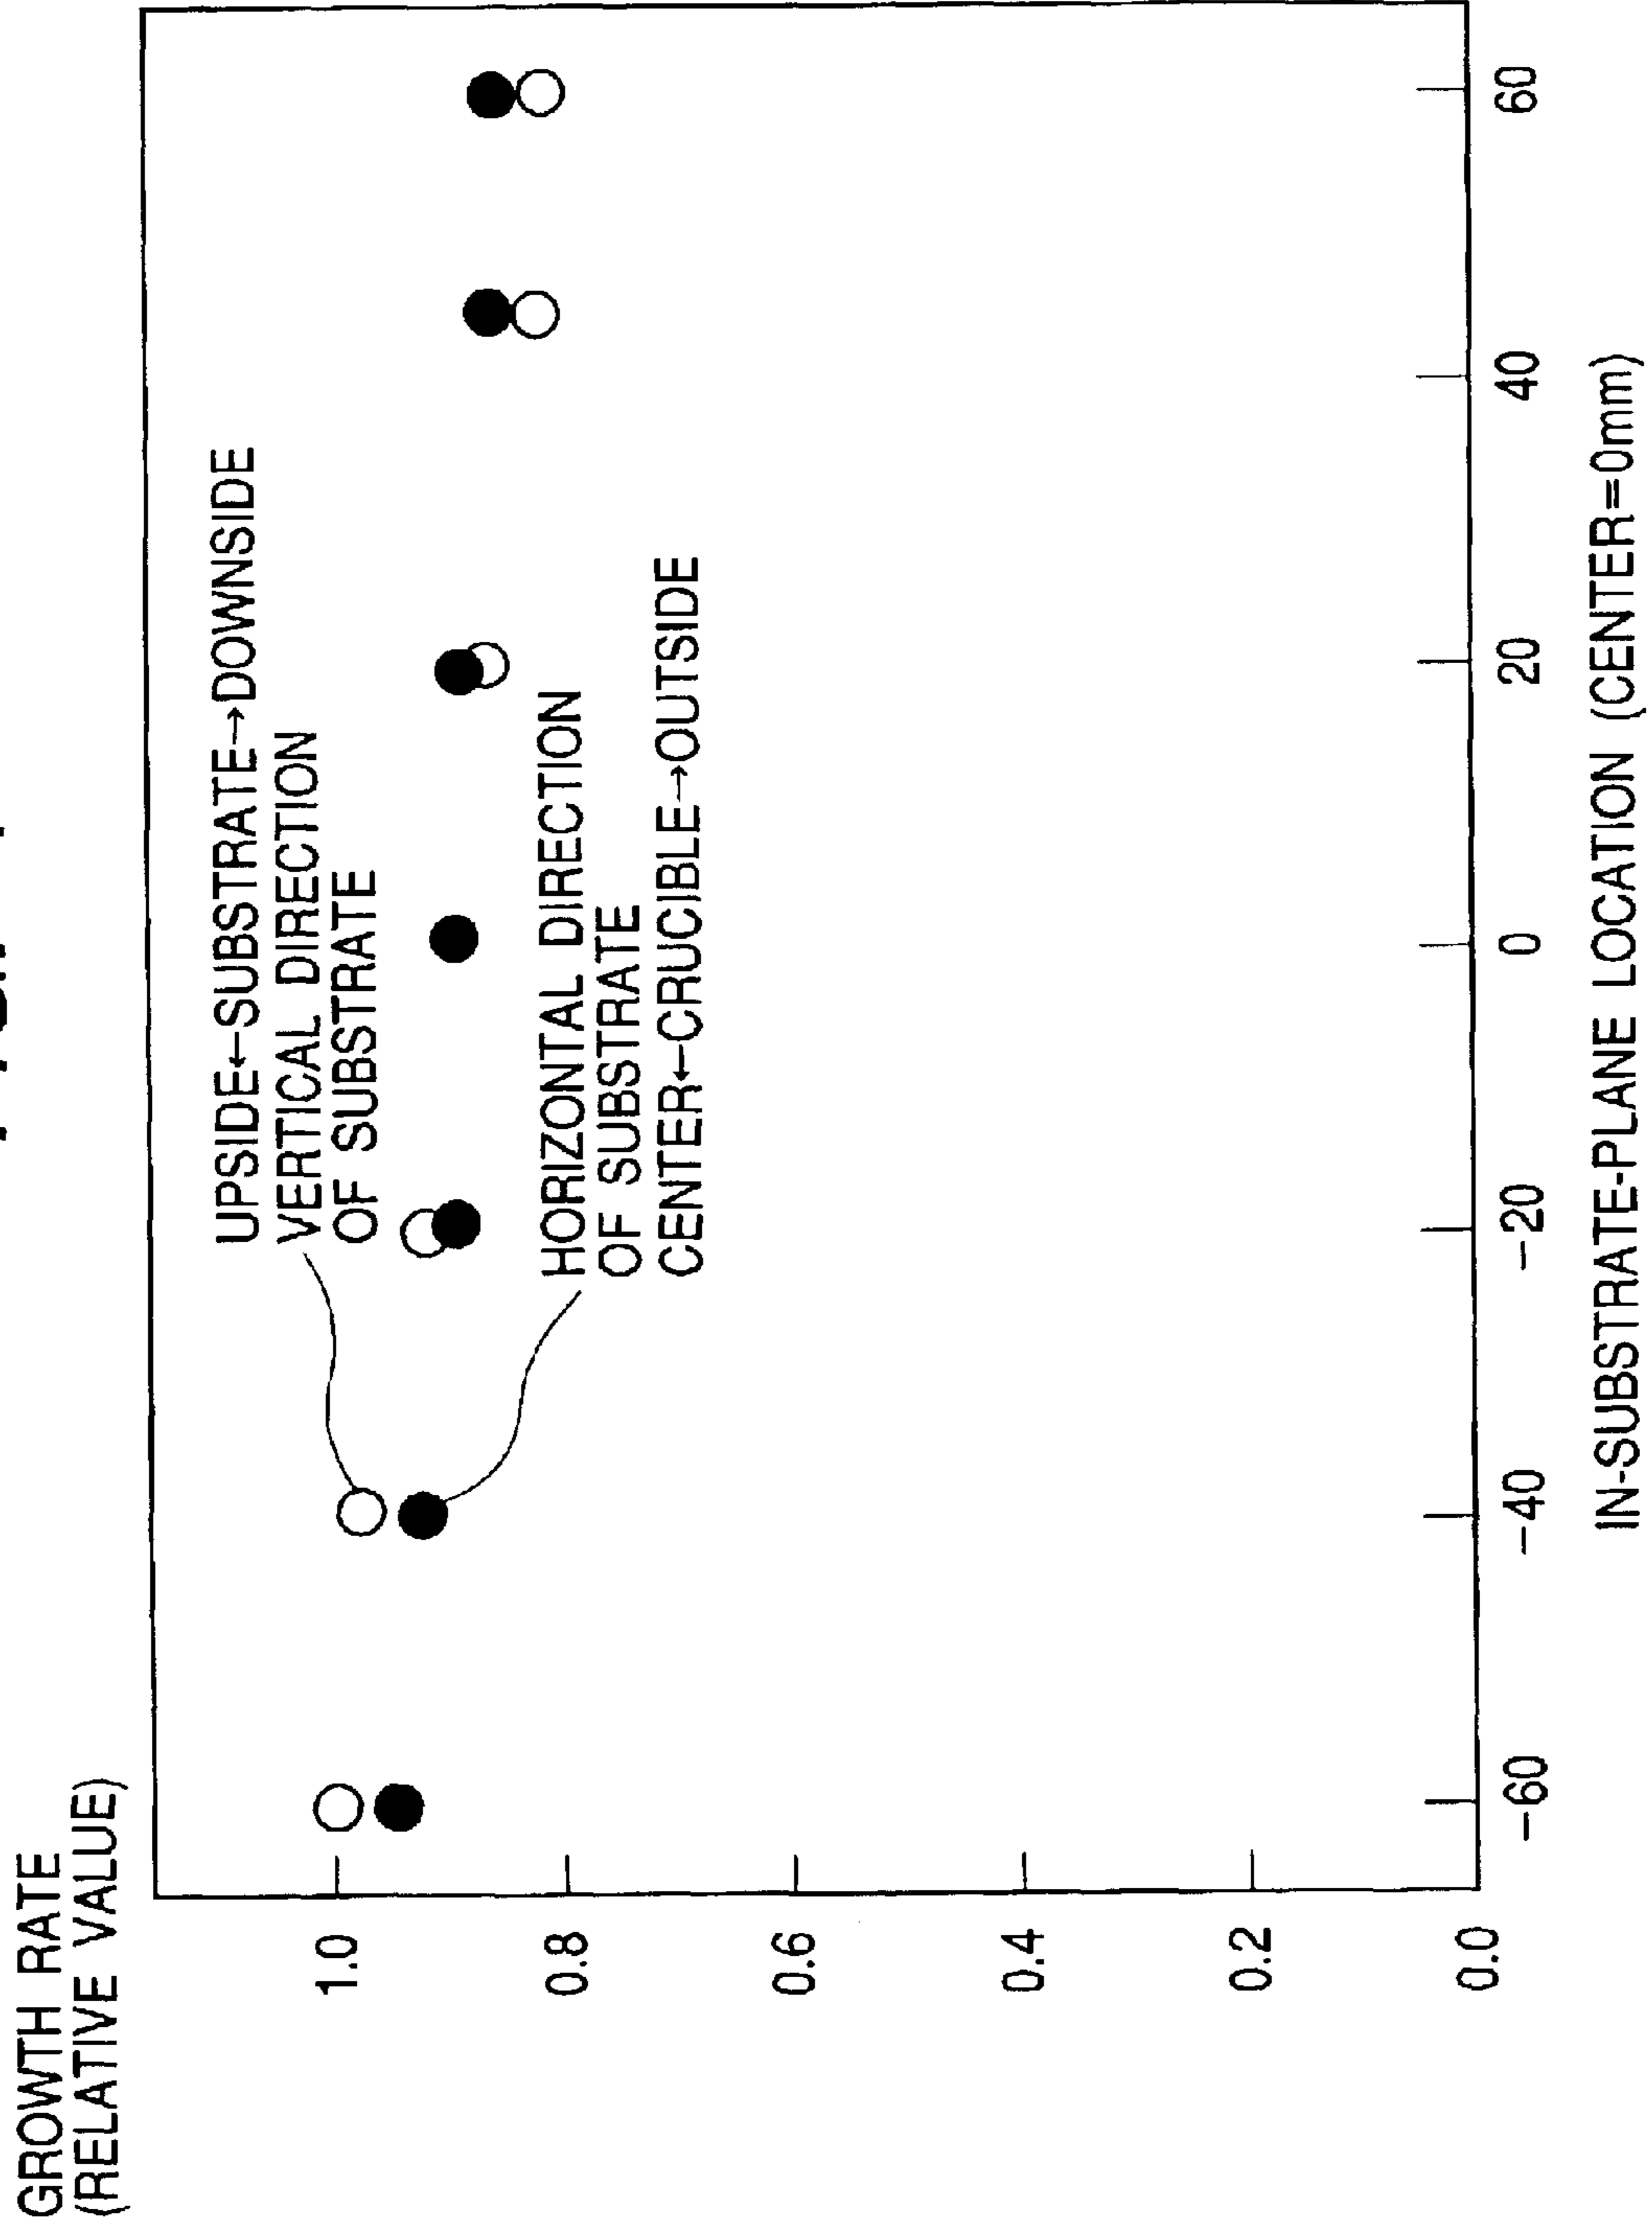 GROWTH RATE
(RELATIVE VALUE)
1.0
0.8
0.6
0.4
0.2
0.0
UPSIDE←SUBSTRATE→DOWNSIDE
VERTICAL DIRECTION
OF SUBSTRATE
HORIZONTAL DIRECTION
OF SUBSTRATE
CENTER←CRUCIBLE→OUTSIDE
−60 −40 −20 0 20 40 60
IN-SUBSTRATE-PLANE LOCATION (CENTER=0mm)